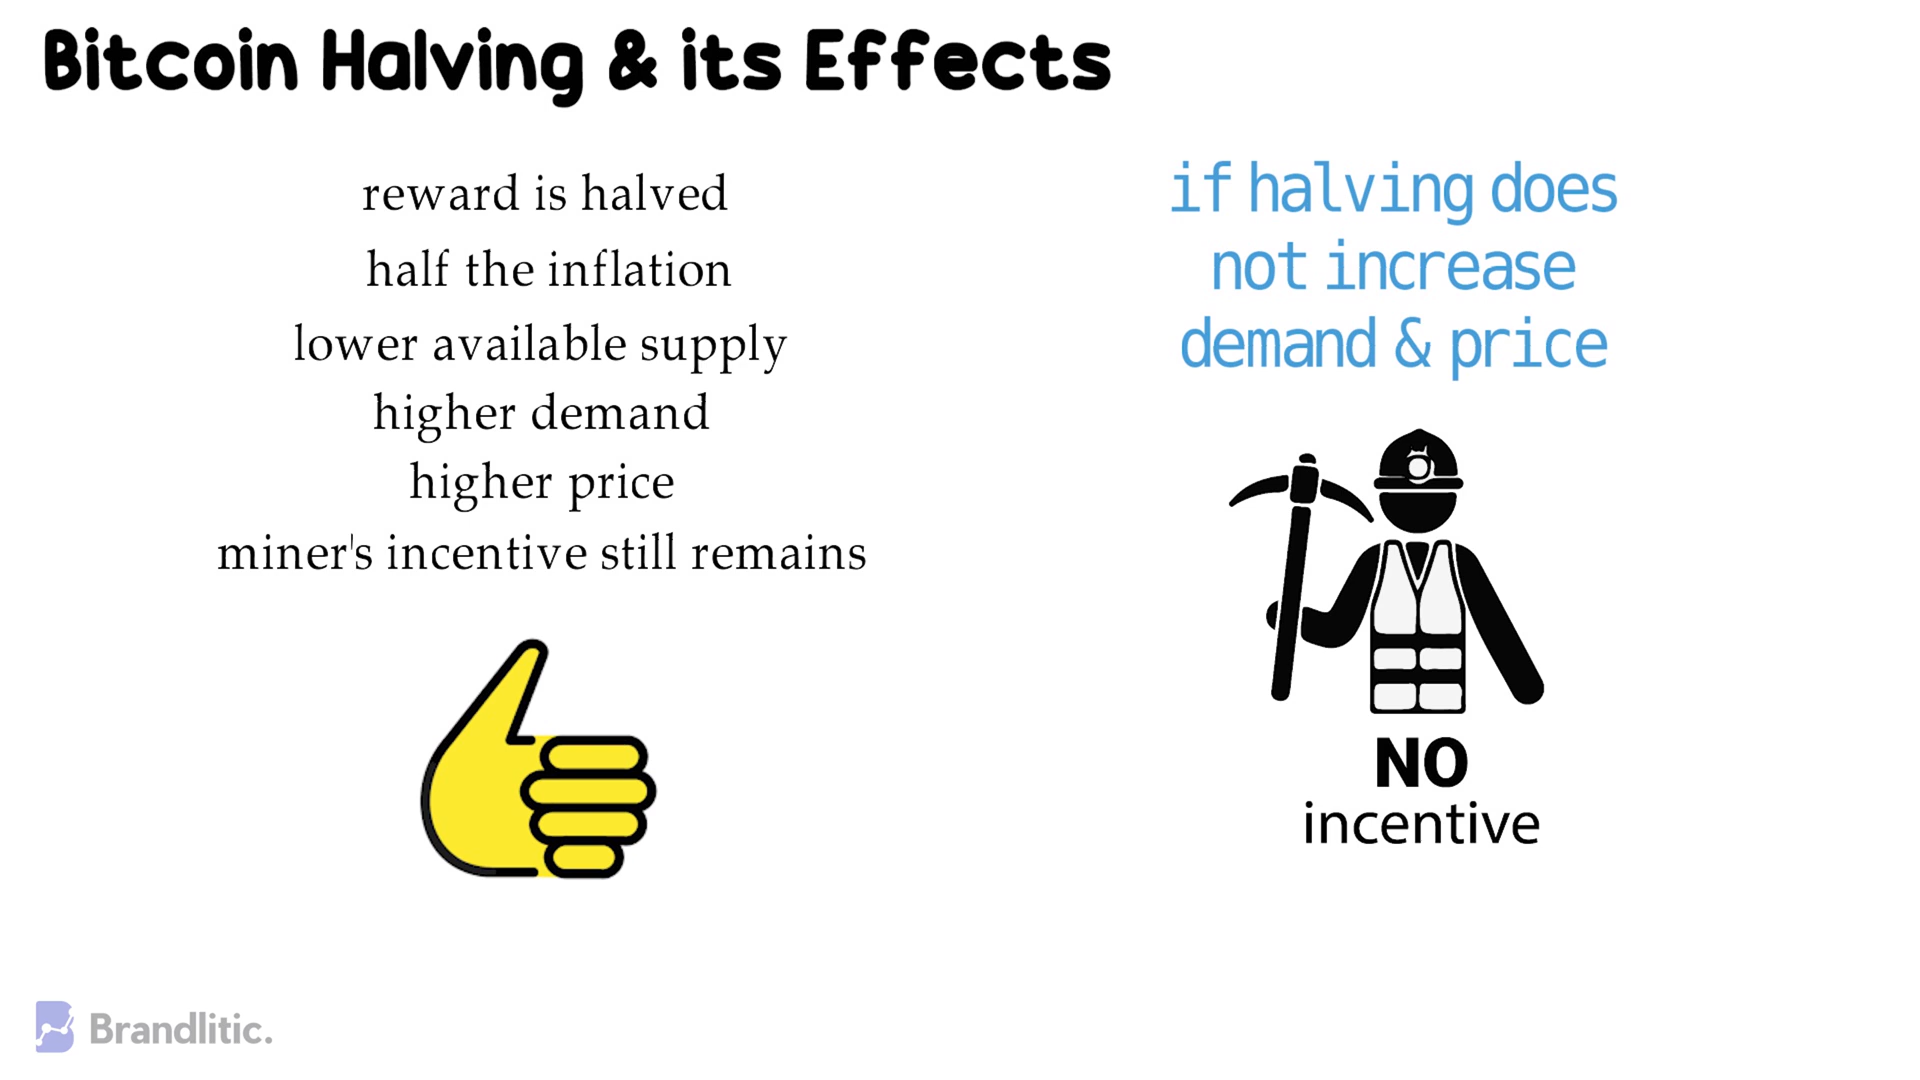 Bitcoin Halving & its Effects
reward is halved
half the inflation
lower available supply
higher demand
higher price
miner's incentive still remains
if halving does
not increase
demand & price
NO
incentive
Brandlitic.